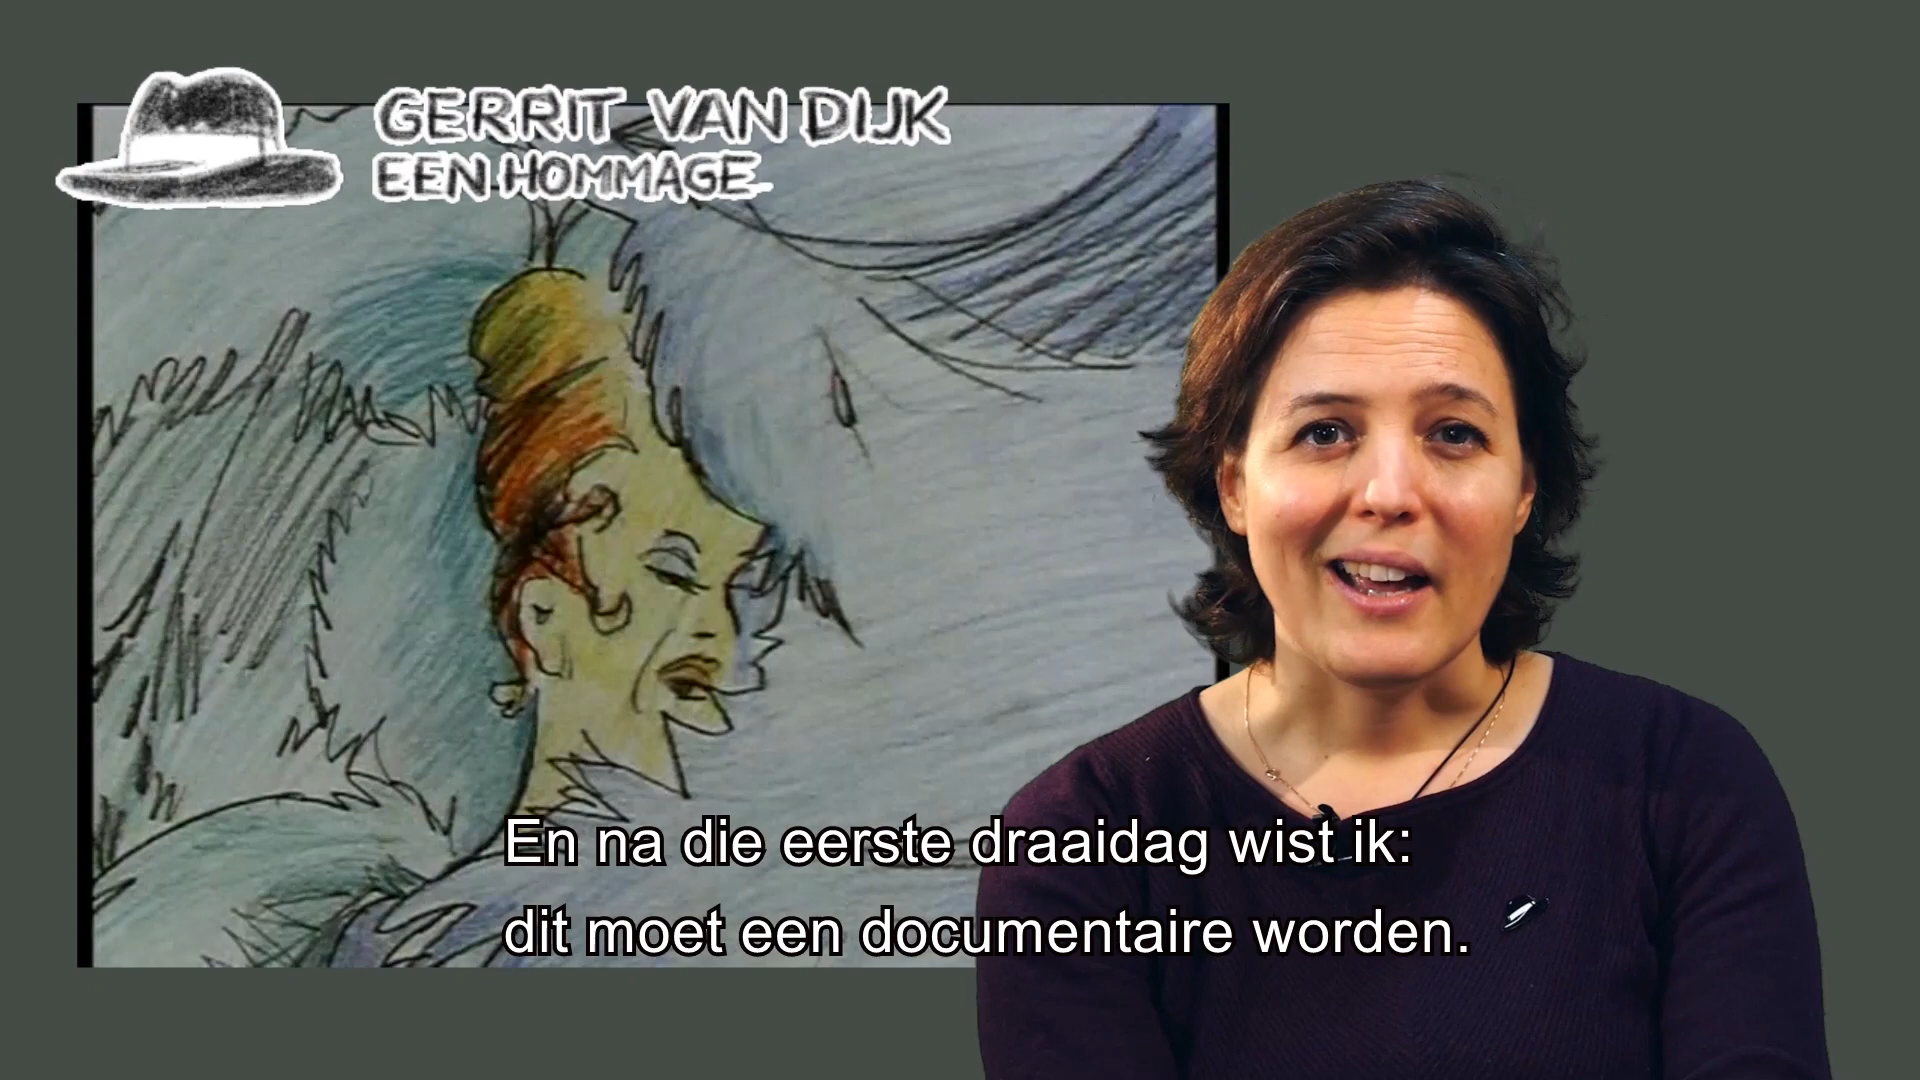 GERRIT VAN DIJK
EEN HOMMAGE
En na die eerste draaidag wist ik:
dit moet een documentaire worden.